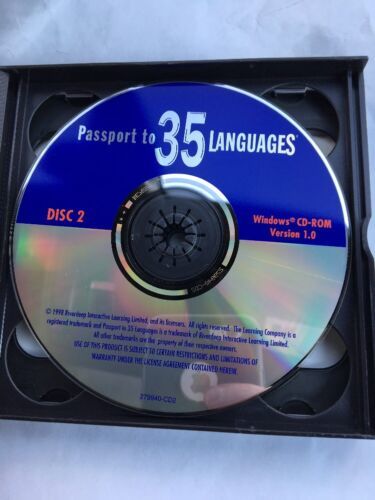 Passport to 35 LANGUAGES®
DISC 2
Windows® CD-ROM
Version 1.0
© 1998 Riverdeep Interactive Learning Limited, and its licensors. All rights reserved. The Learning Company is a
registered trademark and Passport to 35 Languages is a trademark of Riverdeep Interactive Learning Limited.
All other trademarks are the property of their respective owners.
USE OF THIS PRODUCT IS SUBJECT TO CERTAIN RESTRICTIONS AND LIMITATIONS OF
WARRANTY UNDER THE LICENSE AGREEMENT CONTAINED HEREIN.
279940-CD2